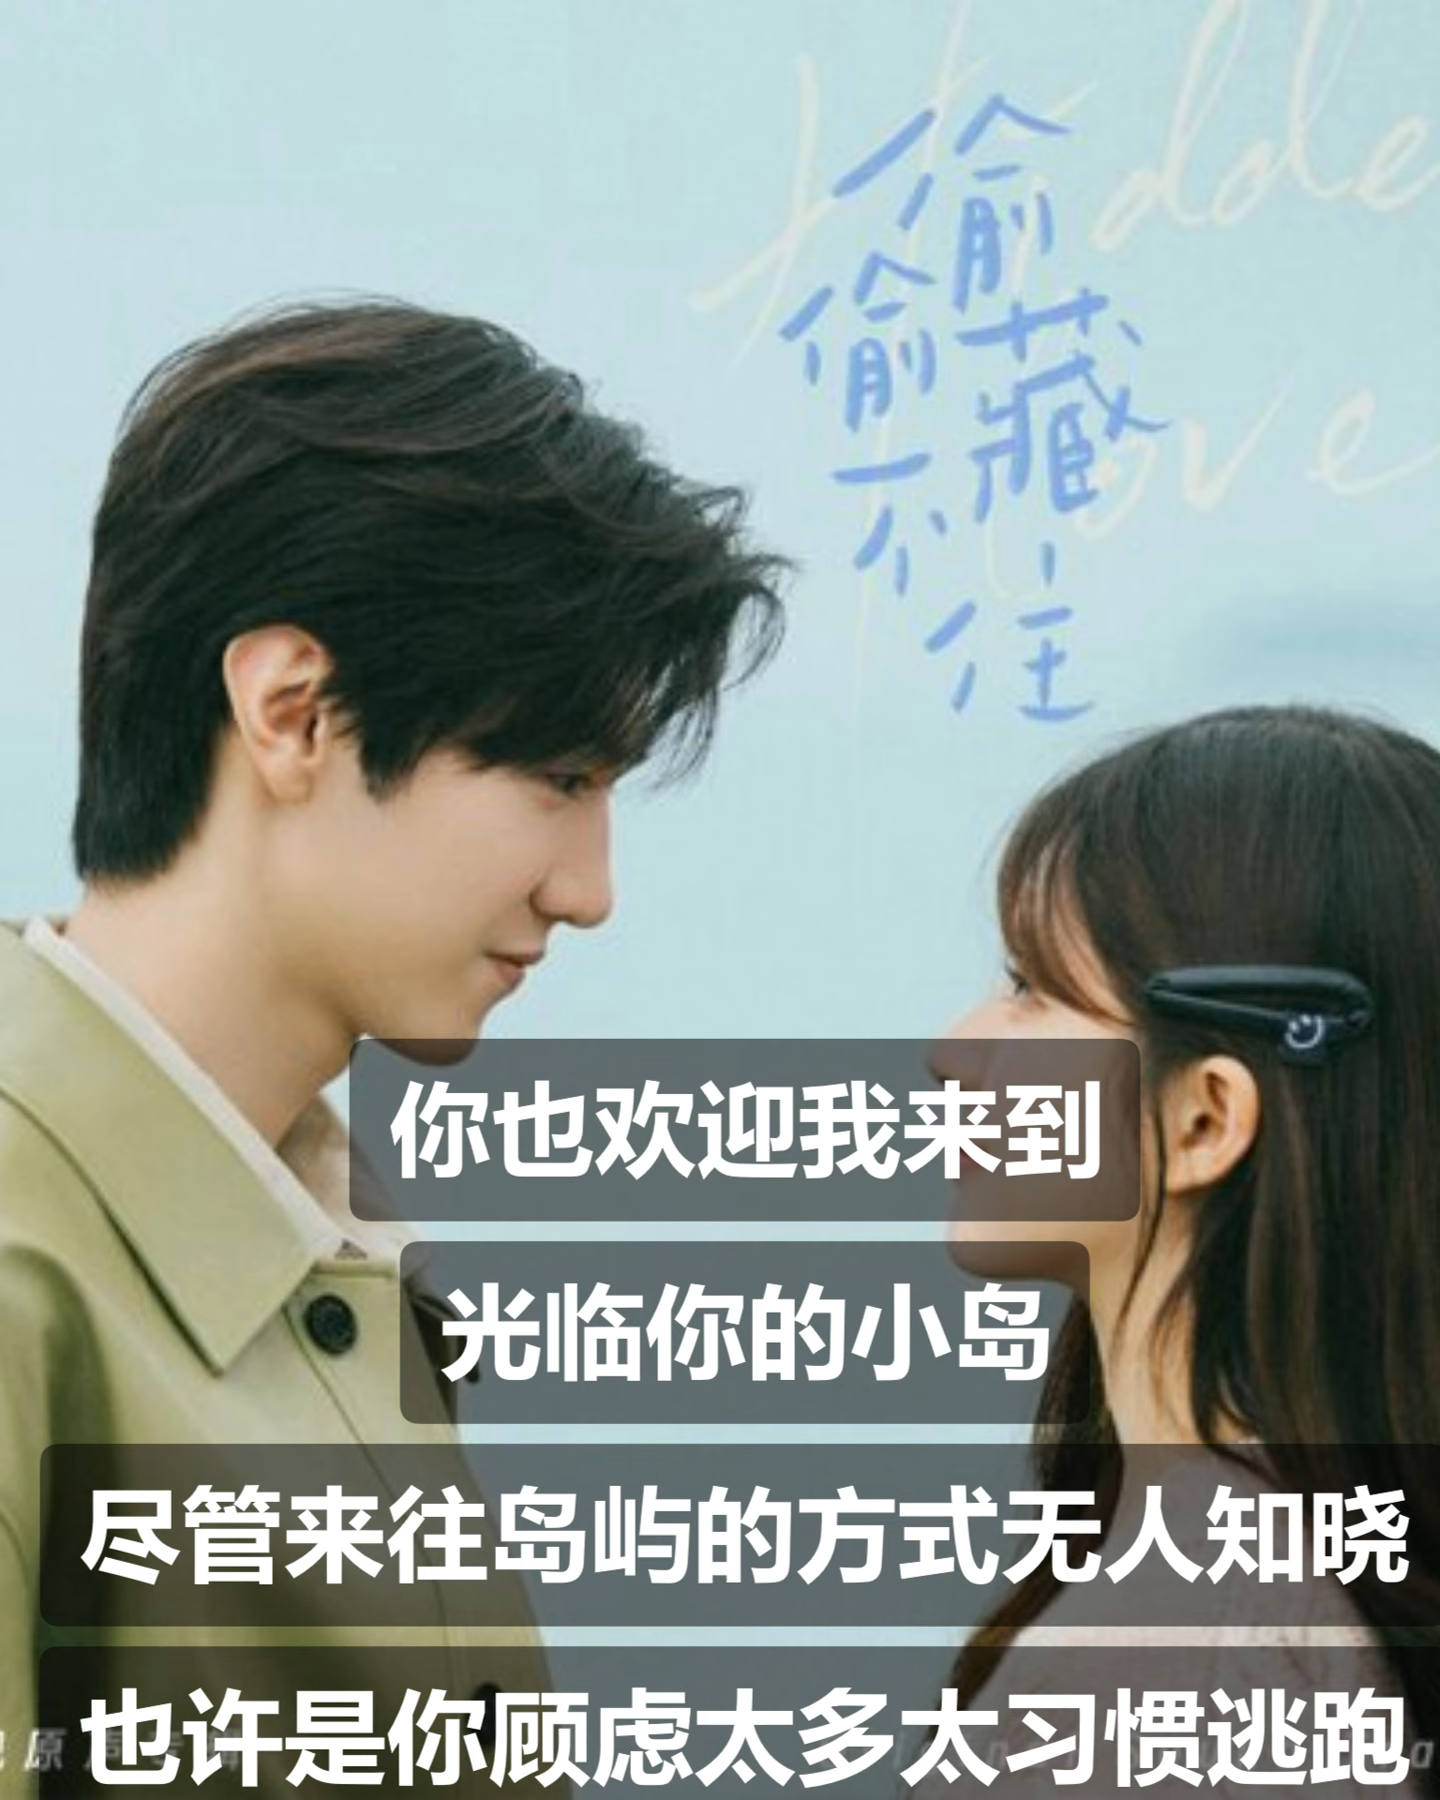 Hidde
Love
偷偷藏不住
你也欢迎我来到
光临你的小岛
尽管来往岛屿的方式无人知晓
也许是你顾虑太多太习惯逃跑